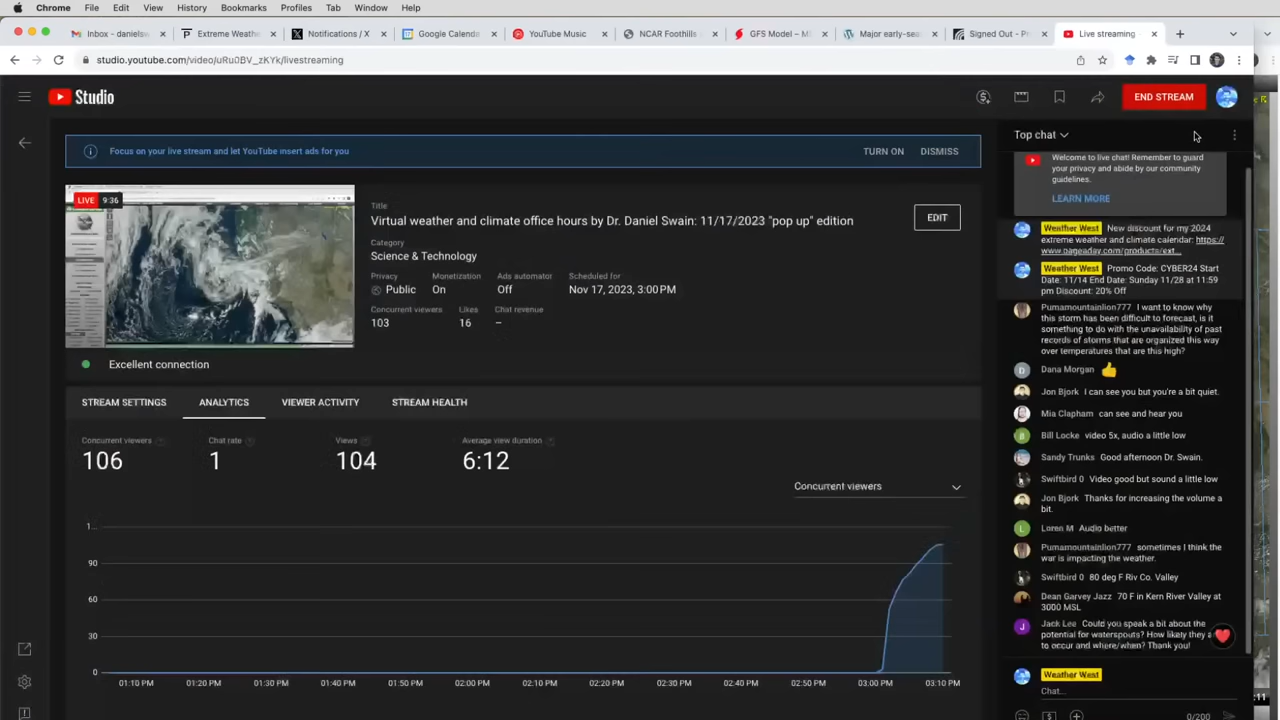 Chrome File Edit View History Bookmarks Profiles Tab Window Help
Inbox - danielsw Extreme Weathe Notifications / X Google Calenda YouTube Music NCAR Foothills GFS Model – M Major early-sea Signed Out - P Live streaming
studio.youtube.com/video/uRu0BV_zKYk/livestreaming
Studio
END STREAM
Focus on your live stream and let YouTube insert ads for you
TURN ON DISMISS
LIVE 9:36
Title
Virtual weather and climate office hours by Dr. Daniel Swain: 11/17/2023 "pop up" edition
EDIT
Category
Science & Technology
Privacy Monetization Ads automator Scheduled for
Public On Off Nov 17, 2023, 3:00 PM
Concurrent viewers Likes Chat revenue
103 16 –
Excellent connection
STREAM SETTINGS ANALYTICS VIEWER ACTIVITY STREAM HEALTH
Concurrent viewers Chat rate Views Average view duration
106 1 104 6:12
Concurrent viewers
1...
90
60
30
0
01:10 PM 01:20 PM 01:30 PM 01:40 PM 01:50 PM 02:00 PM 02:10 PM 02:20 PM 02:30 PM 02:40 PM 02:50 PM 03:00 PM 03:10 PM
Top chat
Welcome to live chat! Remember to guard
your privacy and abide by our community
guidelines.
LEARN MORE
Weather West New discount for my 2024
extreme weather and climate calendar: https://
www.pageaday.com/products/ext...
Weather West Promo Code: CYBER24 Start
Date: 11/14 End Date: Sunday 11/28 at 11:59
pm Discount: 20% Off
Pumamountainlion777 I want to know why
this storm has been difficult to forecast, is it
something to do with the unavailability of past
records of storms that are organized this way
over temperatures that are this high?
Dana Morgan 👍
Jon Bjork I can see you but you're a bit quiet.
Mia Clapham can see and hear you
Bill Locke video 5x, audio a little low
Sandy Trunks Good afternoon Dr. Swain.
Swiftbird 0 Video good but sound a little low
Jon Bjork Thanks for increasing the volume a
bit.
Loren M Audio better
Pumamountainlion777 sometimes I think the
war is impacting the weather.
Swiftbird 0 80 deg F Riv Co. Valley
Dean Garvey Jazz 70 F in Kern River Valley at
3000 MSL
Jack Lee Could you speak a bit about the
potential for waterspouts? How likely they a
to occur and where/when? Thank you!
Weather West
Chat...
0/200
:11